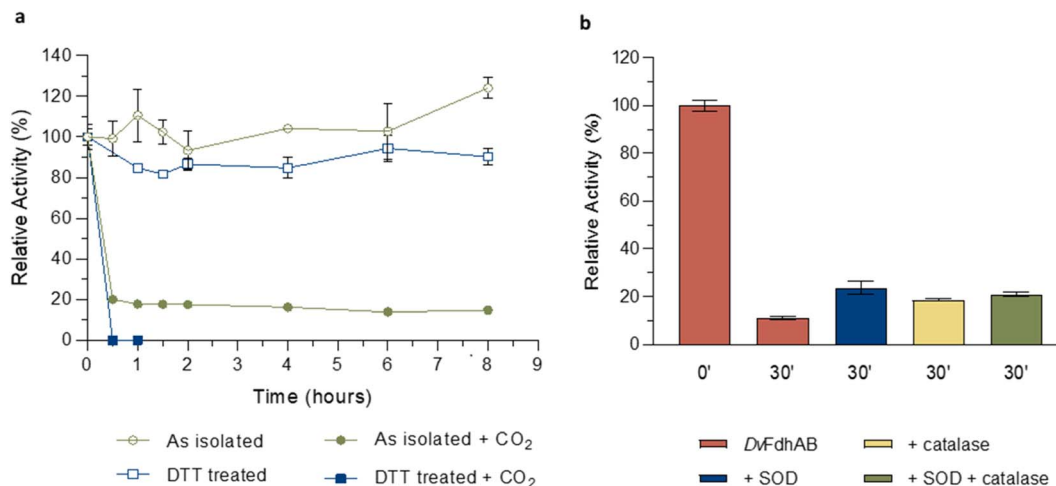 a
140
120
100
80
60
40
20
0
Relative Activity (%)
0 1 2 3 4 5 6 7 8 9
Time (hours)
As isolated
As isolated + CO₂
DTT treated
DTT treated + CO₂
b
120
100
80
60
40
20
0
Relative Activity (%)
0' 30' 30' 30' 30'
DvFdhAB
+ catalase
+ SOD
+ SOD + catalase